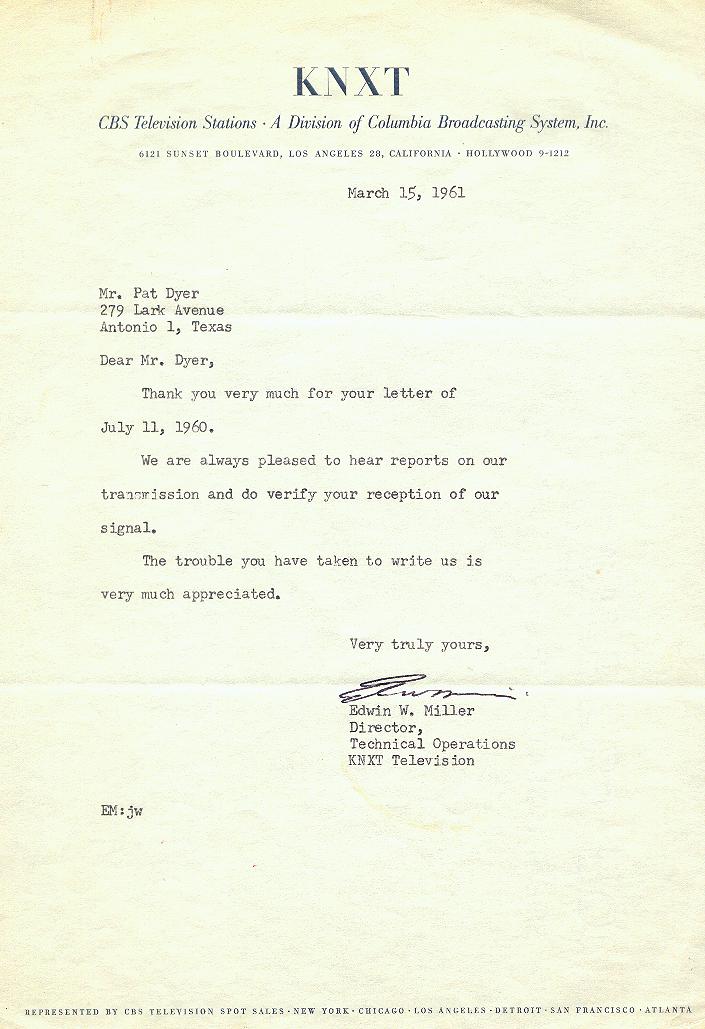 KNXT
CBS Television Stations · A Division of Columbia Broadcasting System, Inc.
6121 SUNSET BOULEVARD, LOS ANGELES 28, CALIFORNIA · HOLLYWOOD 9-1212
March 15, 1961
Mr. Pat Dyer
279 Lark Avenue
Antonio 1, Texas
Dear Mr. Dyer,
Thank you very much for your letter of
July 11, 1960.
We are always pleased to hear reports on our
transmission and do verify your reception of our
signal.
The trouble you have taken to write us is
very much appreciated.
Very truly yours,
Edwin W. Miller
Director,
Technical Operations
KNXT Television
EM:jw
REPRESENTED BY CBS TELEVISION SPOT SALES · NEW YORK · CHICAGO · LOS ANGELES · DETROIT · SAN FRANCISCO · ATLANTA